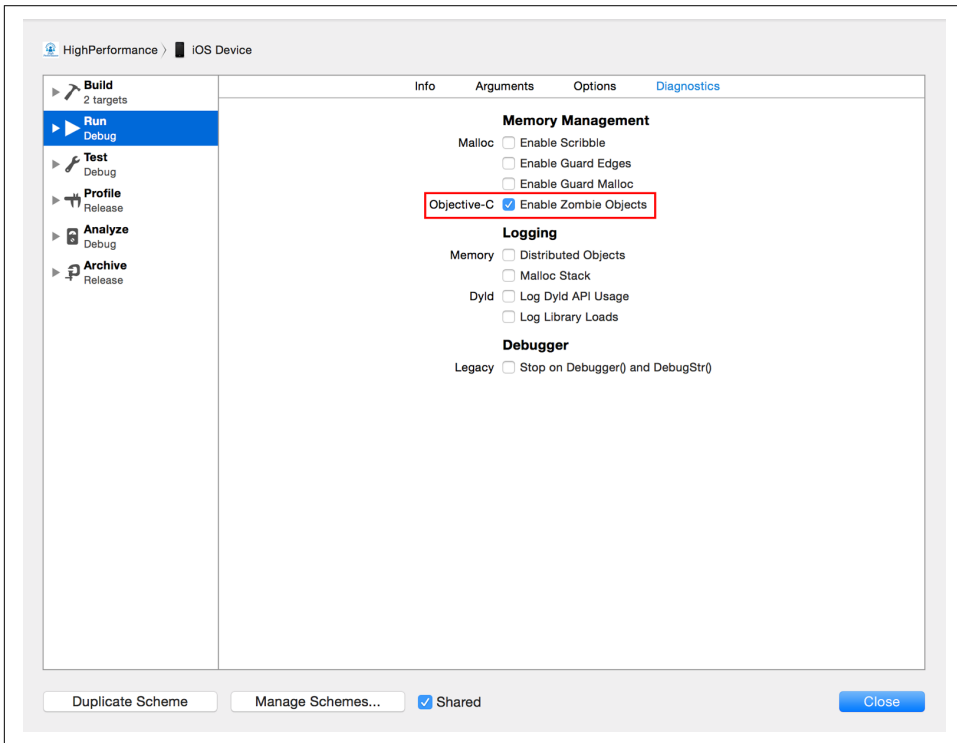 HighPerformance 〉 iOS Device
Build
2 targets
Run
Debug
Test
Debug
Profile
Release
Analyze
Debug
Archive
Release
Info Arguments Options Diagnostics
Memory Management
Malloc Enable Scribble
Enable Guard Edges
Enable Guard Malloc
Objective-C Enable Zombie Objects
Logging
Memory Distributed Objects
Malloc Stack
Dyld Log Dyld API Usage
Log Library Loads
Debugger
Legacy Stop on Debugger() and DebugStr()
Duplicate Scheme Manage Schemes... Shared Close